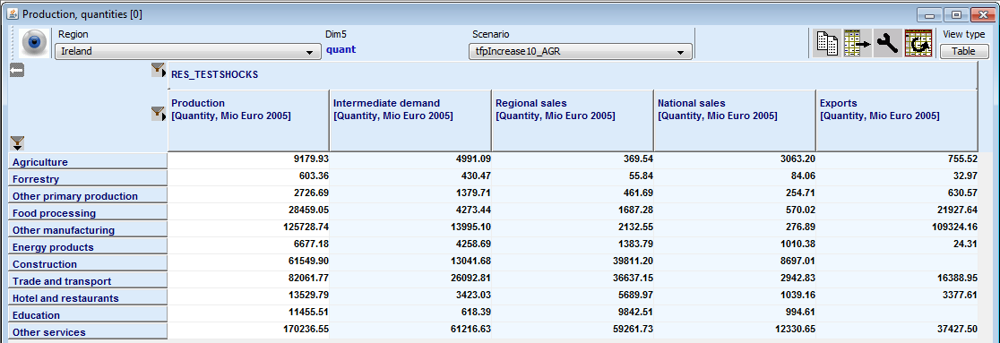 Production, quantities [0]
Region Dim5 Scenario View type
Ireland quant tfpIncrease10_AGR Table
RES_TESTSHOCKS
Production Intermediate demand Regional sales National sales Exports
[Quantity, Mio Euro 2005] [Quantity, Mio Euro 2005] [Quantity, Mio Euro 2005] [Quantity, Mio Euro 2005] [Quantity, Mio Euro 2005]
Agriculture 9179.93 4991.09 369.54 3063.20 755.52
Forrestry 603.36 430.47 55.84 84.06 32.97
Other primary production 2726.69 1379.71 461.69 254.71 630.57
Food processing 28459.05 4273.44 1687.28 570.02 21927.64
Other manufacturing 125728.74 13995.10 2132.55 276.89 109324.16
Energy products 6677.18 4258.69 1383.79 1010.38 24.31
Construction 61549.90 13041.68 39811.20 8697.01
Trade and transport 82061.77 26092.81 36637.15 2942.83 16388.95
Hotel and restaurants 13529.79 3423.03 5689.97 1039.16 3377.61
Education 11455.51 618.39 9842.51 994.61
Other services 170236.55 61216.63 59261.73 12330.65 37427.50